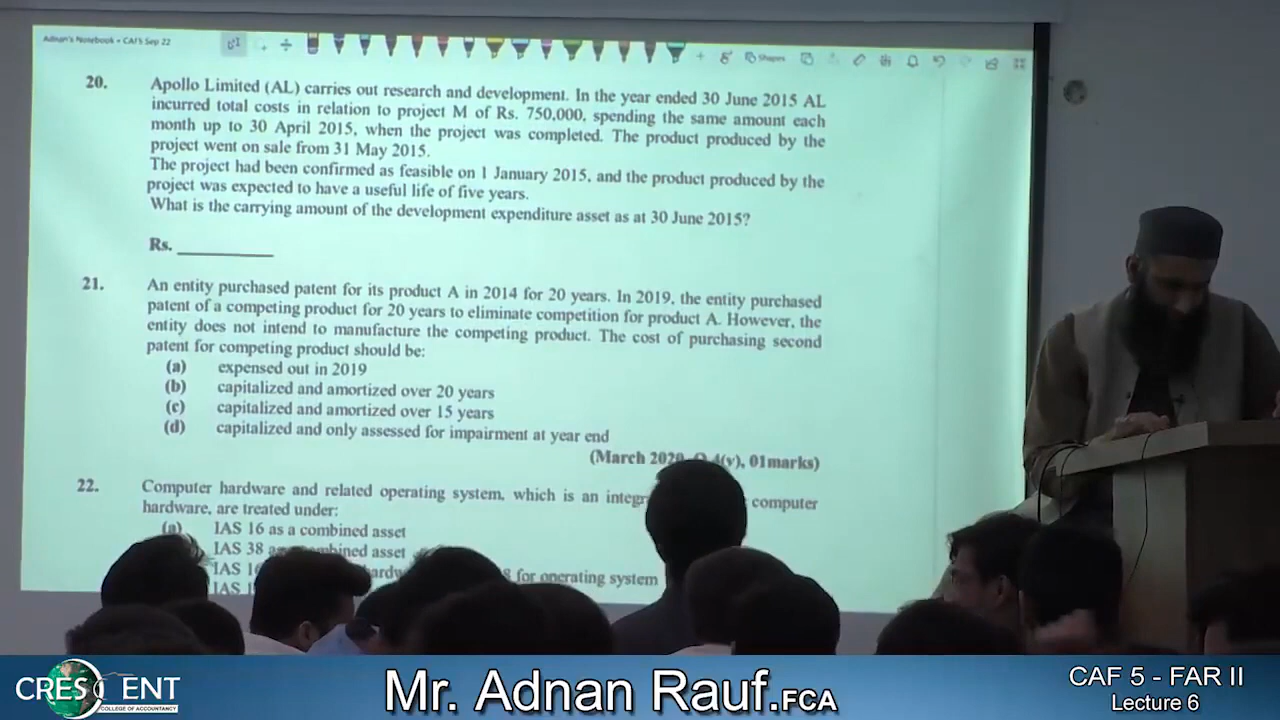 Adnan's Notebook • CAF5 Sep 22
Shapes
20. Apollo Limited (AL) carries out research and development. In the year ended 30 June 2015 AL
incurred total costs in relation to project M of Rs. 750,000, spending the same amount each
month up to 30 April 2015, when the project was completed. The product produced by the
project went on sale from 31 May 2015.
The project had been confirmed as feasible on 1 January 2015, and the product produced by the
project was expected to have a useful life of five years.
What is the carrying amount of the development expenditure asset as at 30 June 2015?
Rs. ___________
21. An entity purchased patent for its product A in 2014 for 20 years. In 2019, the entity purchased
patent of a competing product for 20 years to eliminate competition for product A. However, the
entity does not intend to manufacture the competing product. The cost of purchasing second
patent for competing product should be:
(a) expensed out in 2019
(b) capitalized and amortized over 20 years
(c) capitalized and amortized over 15 years
(d) capitalized and only assessed for impairment at year end
(March 2020, 01marks)
22. Computer hardware and related operating system, which is an computer
hardware, are treated under:
(a) IAS 16 as a combined asset
IAS 38 asset
IAS for operating system
IAS
CRESCENT
COLLEGE OF ACCOUNTANCY
Mr. Adnan Rauf.FCA
CAF 5 - FAR II
Lecture 6